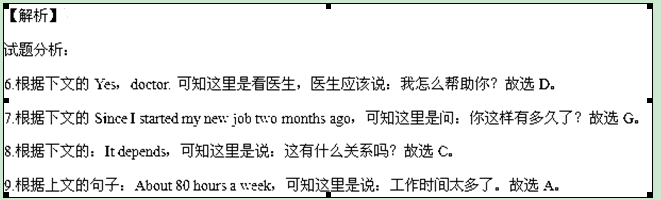 【解析】
试题分析：
6.根据下文的 Yes，doctor. 可知这里是看医生，医生应该说：我怎么帮助你？故选 D。
7.根据下文的 Since I started my new job two months ago，可知这里是问：你这样有多久了？故选 G。
8.根据下文的：It depends，可知这里是说：这有什么关系吗？故选 C。
9.根据上文的句子：About 80 hours a week，可知这里是说：工作时间太多了。故选 A。